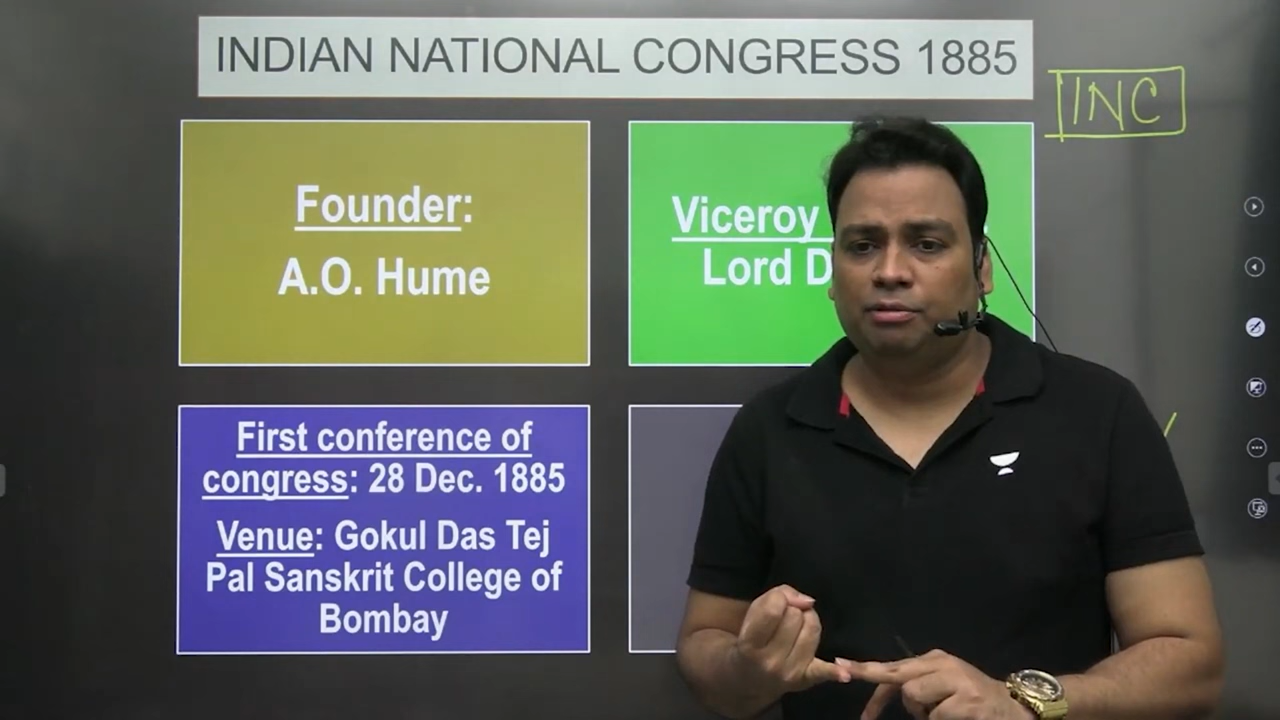 INDIAN NATIONAL CONGRESS 1885
INC
Founder:
A.O. Hume
Viceroy
Lord
First conference of
congress: 28 Dec. 1885
Venue: Gokul Das Tej
Pal Sanskrit College of
Bombay